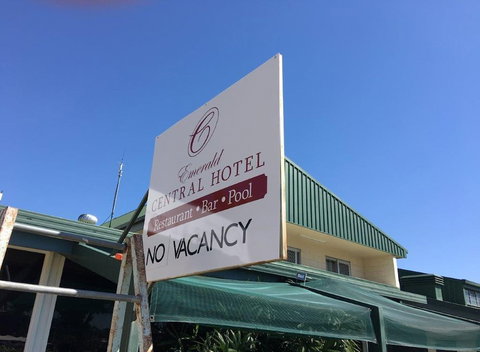 C
Emerald
CENTRAL HOTEL
Restaurant • Bar • Pool
NO VACANCY